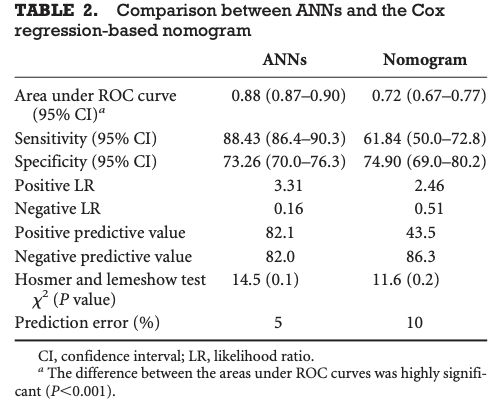 TABLE 2. Comparison between ANNs and the Cox
regression-based nomogram
ANNs Nomogram
Area under ROC curve 0.88 (0.87–0.90) 0.72 (0.67–0.77)
(95% CI)a
Sensitivity (95% CI) 88.43 (86.4–90.3) 61.84 (50.0–72.8)
Specificity (95% CI) 73.26 (70.0–76.3) 74.90 (69.0–80.2)
Positive LR 3.31 2.46
Negative LR 0.16 0.51
Positive predictive value 82.1 43.5
Negative predictive value 82.0 86.3
Hosmer and lemeshow test 14.5 (0.1) 11.6 (0.2)
χ2 (P value)
Prediction error (%) 5 10
CI, confidence interval; LR, likelihood ratio.
a The difference between the areas under ROC curves was highly signifi-
cant (P<0.001).